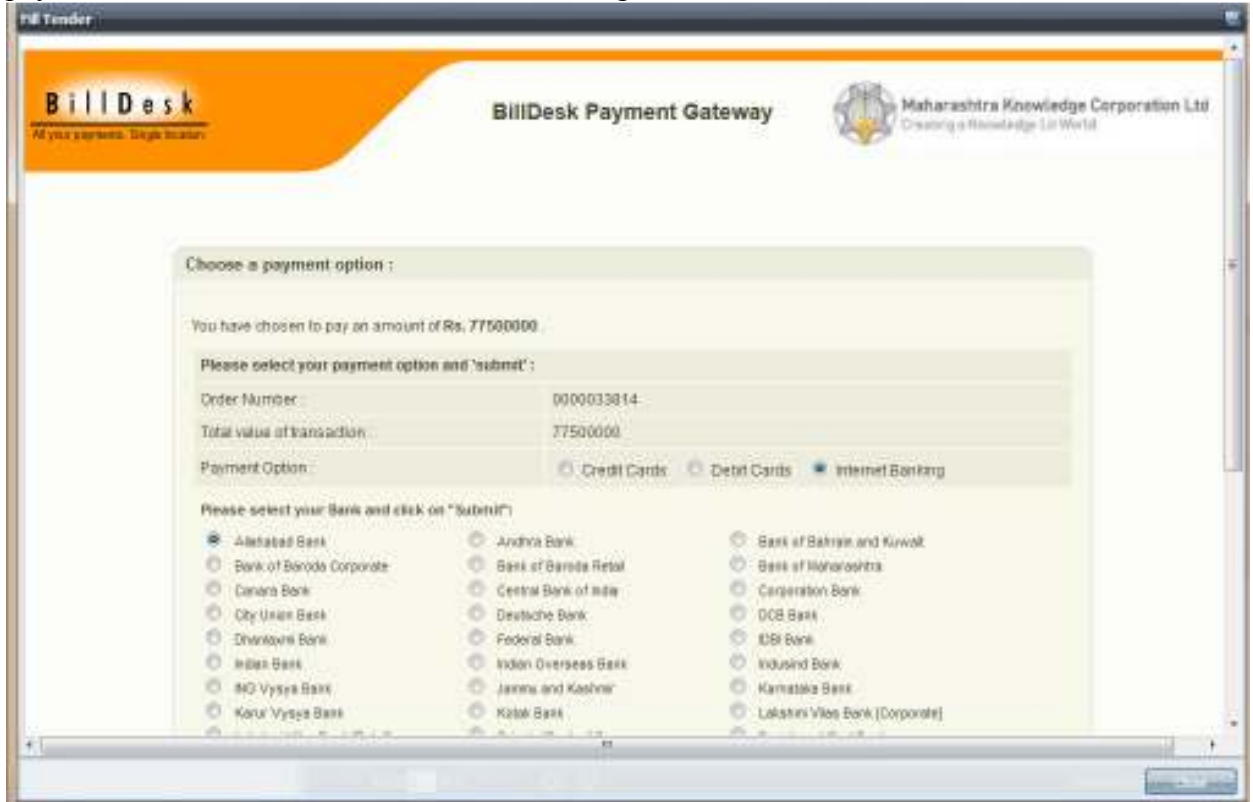 Fill Tender
BillDesk
All your payments. Single location
BillDesk Payment Gateway
Maharashtra Knowledge Corporation Ltd
Creating a Knowledge Lit World
Choose a payment option :
You have chosen to pay an amount of Rs. 77500000 .
Please select your payment option and 'submit' :
Order Number : 0000033814
Total value of transaction : 77500000
Payment Option : Credit Cards Debit Cards Internet Banking
Please select your Bank and click on "Submit":
Allahabad Bank Andhra Bank Bank of Bahrain and Kuwait
Bank of Baroda Corporate Bank of Baroda Retail Bank of Maharashtra
Canara Bank Central Bank of India Corporation Bank
City Union Bank Deutsche Bank DCB Bank
Dhanlaxmi Bank Federal Bank IDBI Bank
Indian Bank Indian Overseas Bank Indusind Bank
ING Vysya Bank Jammu and Kashmir Karnataka Bank
Karur Vysya Bank Kotak Bank Lakshmi Vilas Bank [Corporate]